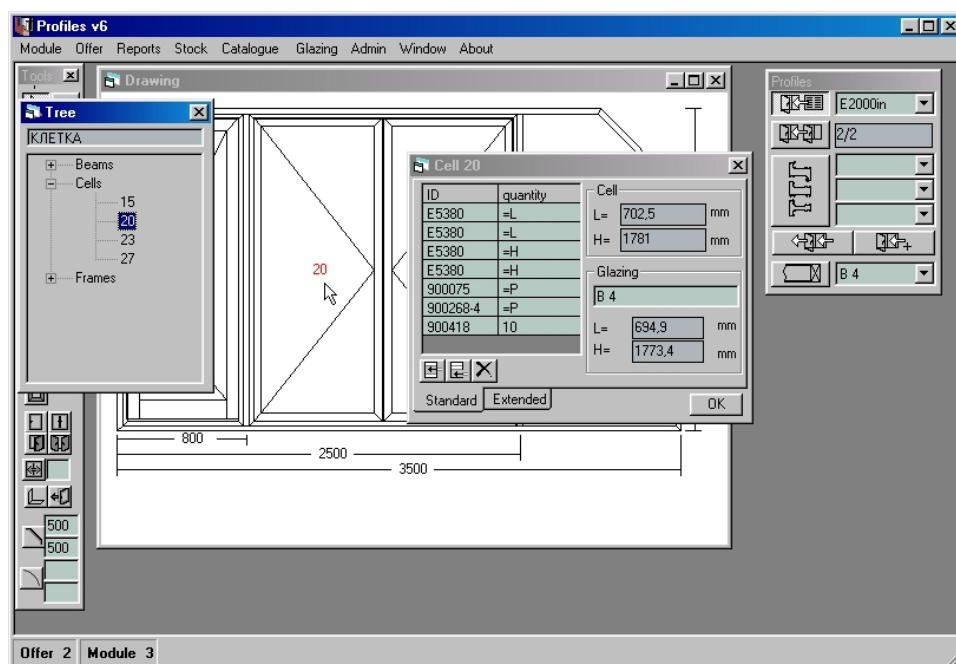 Profiles v6
Module Offer Reports Stock Catalogue Glazing Admin Window About
Tools
Drawing
Tree
КЛЕТКА
Beams
Cells
15
20
23
27
Frames
20
800
2500
3500
Cell 20
ID quantity
E5380 =L
E5380 =L
E5380 =H
E5380 =H
900075 =P
900268-4 =P
900418 10
Standard Extended
Cell
L= 702,5 mm
H= 1781 mm
Glazing
B 4
L= 694,9 mm
H= 1773,4 mm
OK
Profiles
E2000in
2/2
B 4
500
500
Offer 2 Module 3